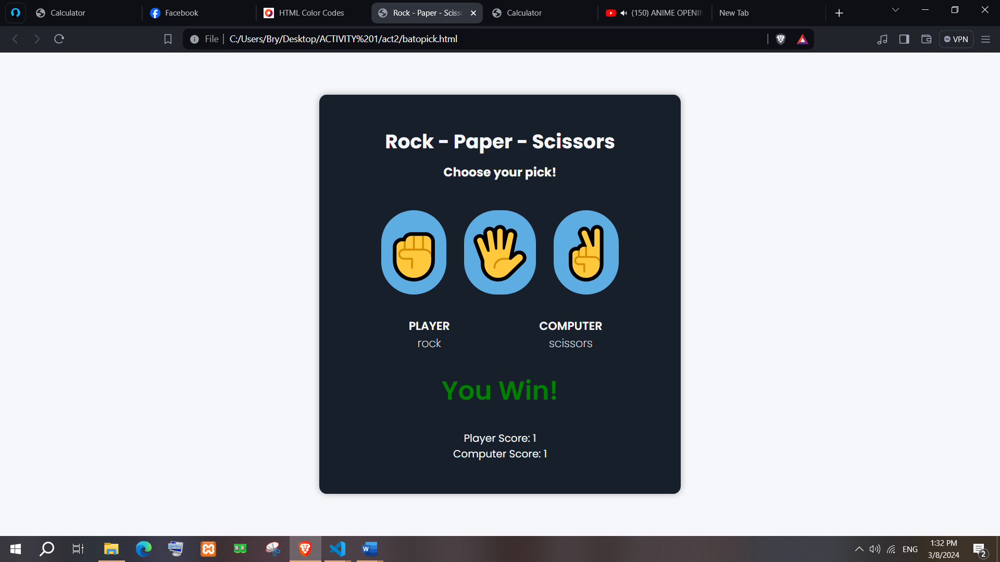 Calculator
Facebook
HTML Color Codes
Rock - Paper - Sciss
Calculator
(150) ANIME OPENIN
New Tab
File
C:/Users/Bry/Desktop/ACTIVITY%201/act2/batopick.html
VPN
Rock - Paper - Scissors
Choose your pick!
PLAYER
COMPUTER
rock
scissors
You Win!
Player Score: 1
Computer Score: 1
ENG
1:32 PM
3/8/2024
2